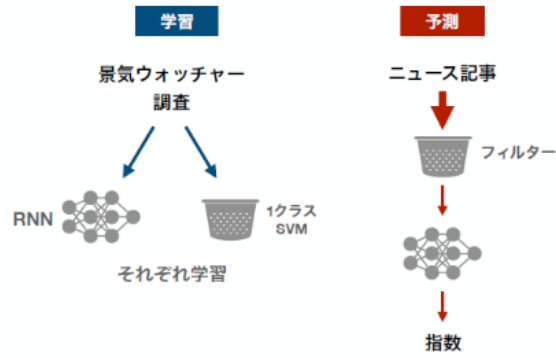 学習
景気ウォッチャー
調査
RNN
1クラス
SVM
それぞれ学習
予測
ニュース記事
フィルター
指数